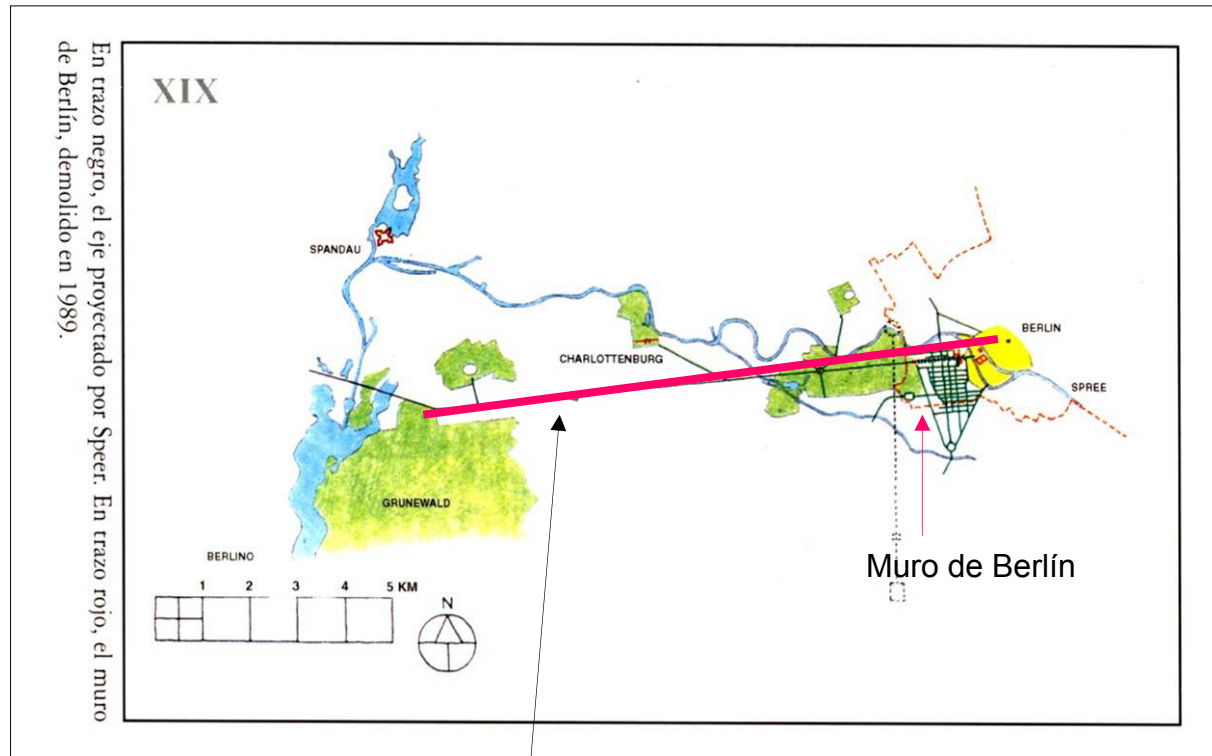 En trazo negro, el eje proyectado por Speer. En trazo rojo, el muro
de Berlín, demolido en 1989.
XIX
SPANDAU
CHARLOTTENBURG
BERLIN
SPREE
GRUNEWALD
Muro de Berlín
BERLINO
1 2 3 4 5 KM
N